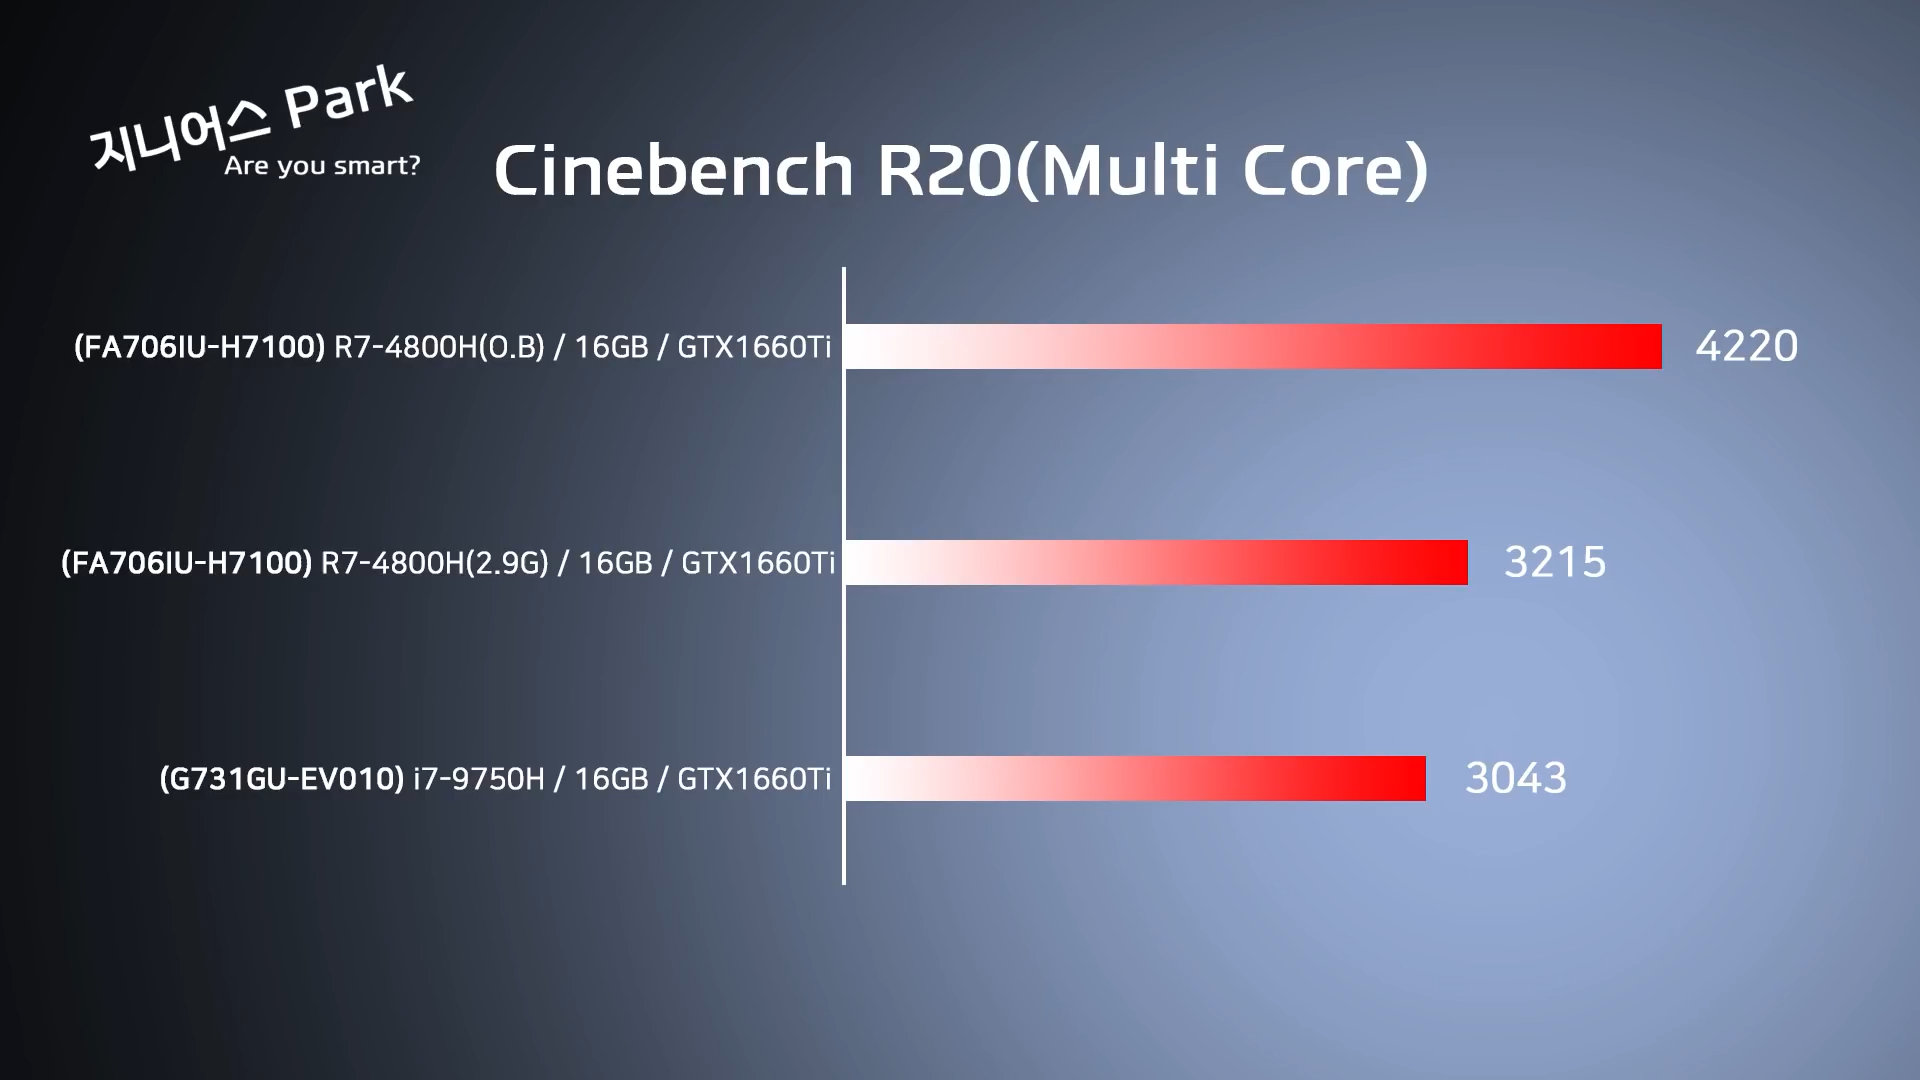 지니어스 Park
Are you smart?
Cinebench R20(Multi Core)
(FA706IU-H7100) R7-4800H(O.B) / 16GB / GTX1660Ti 4220
(FA706IU-H7100) R7-4800H(2.9G) / 16GB / GTX1660Ti 3215
(G731GU-EV010) i7-9750H / 16GB / GTX1660Ti 3043